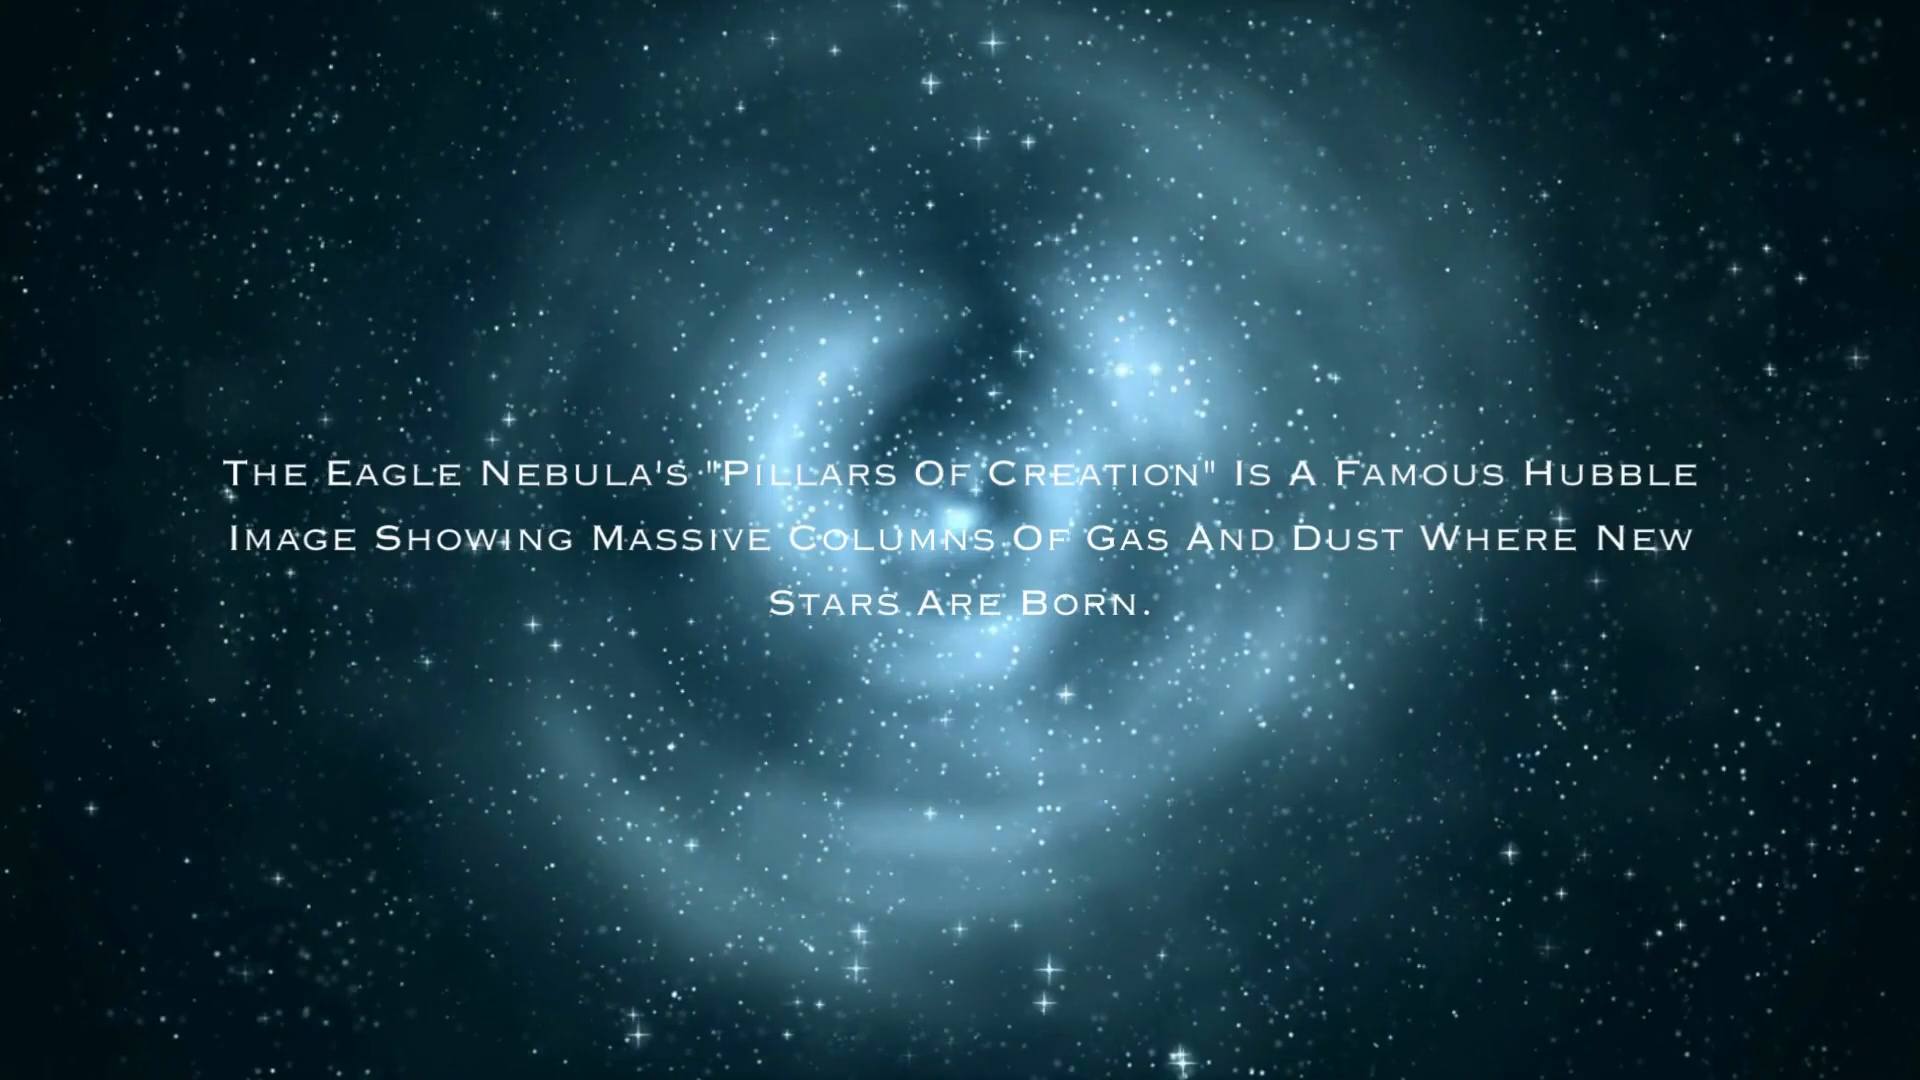 The Eagle Nebula's "Pillars Of Creation" Is A Famous Hubble
Image Showing Massive Columns Of Gas And Dust Where New
Stars Are Born.